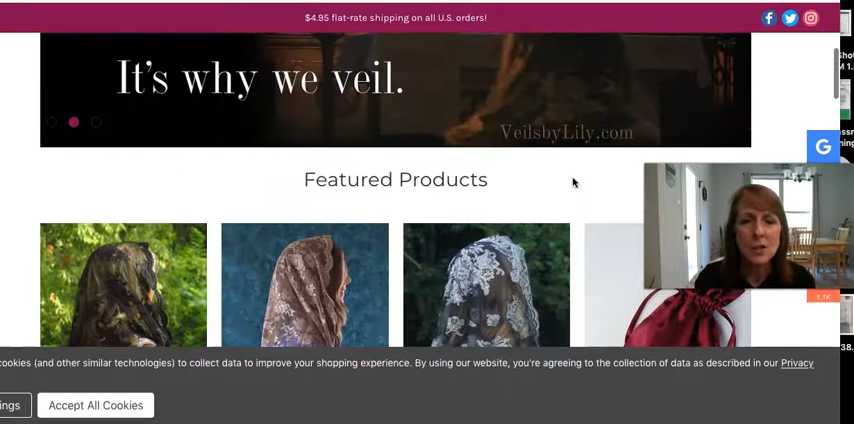 $4.95 flat-rate shipping on all U.S. orders!
It's why we veil.
VeilsbyLily.com
Featured Products
G
1.1K
38.
cookies (and other similar technologies) to collect data to improve your shopping experience. By using our website, you're agreeing to the collection of data as described in our Privacy
Accept All Cookies